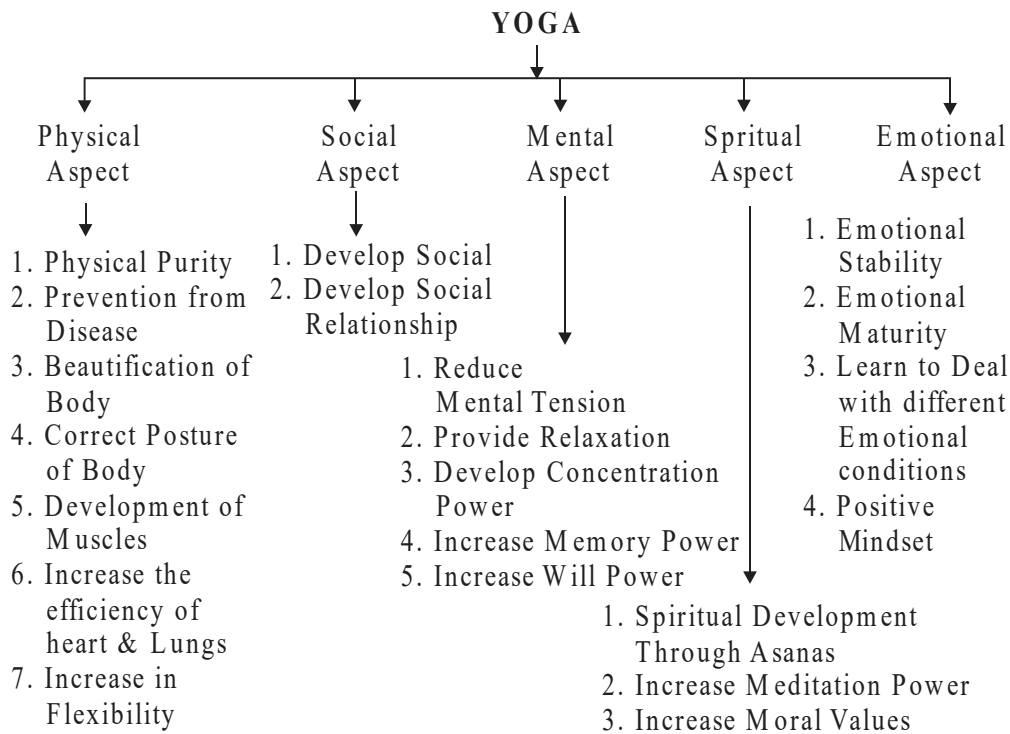 YOGA
Physical
Aspect
1. Physical Purity
2. Prevention from
Disease
3. Beautification of
Body
4. Correct Posture
of Body
5. Development of
Muscles
6. Increase the
efficiency of
heart & Lungs
7. Increase in
Flexibility
Social
Aspect
1. Develop Social
2. Develop Social
Relationship
Mental
Aspect
1. Reduce
Mental Tension
2. Provide Relaxation
3. Develop Concentration
Power
4. Increase Memory Power
5. Increase Will Power
Spritual
Aspect
1. Spiritual Development
Through Asanas
2. Increase Meditation Power
3. Increase Moral Values
Emotional
Aspect
1. Emotional
Stability
2. Emotional
Maturity
3. Learn to Deal
with different
Emotional
conditions
4. Positive
Mindset